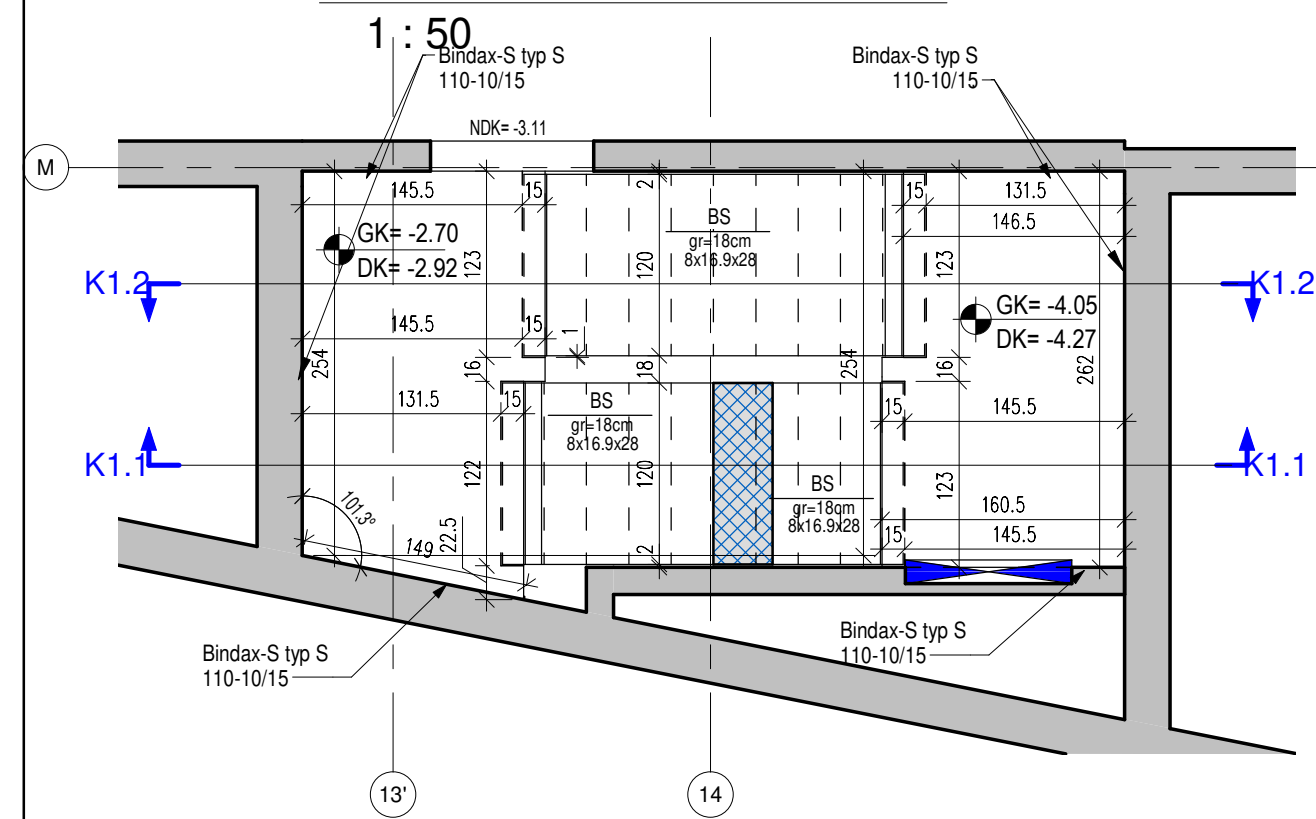 1 : 50
Bindax-S typ S
110-10/15
Bindax-S typ S
110-10/15
NDK= -3.11
M
145.5
15
2
15
131.5
BS
gr=18cm
8x16.9x28
146.5
GK= -2.70
DK= -2.92
123
120
123
K1.2
K1.2
GK= -4.05
DK= -4.27
145.5
15
1
254
16
18
254
16
262
131.5
15
BS
gr=18cm
8x16.9x28
15
145.5
K1.1
K1.1
122
120
123
BS
gr=18cm
8x16.9x28
101.3°
160.5
149
22.5
2
15
145.5
Bindax-S typ S
110-10/15
Bindax-S typ S
110-10/15
13'
14